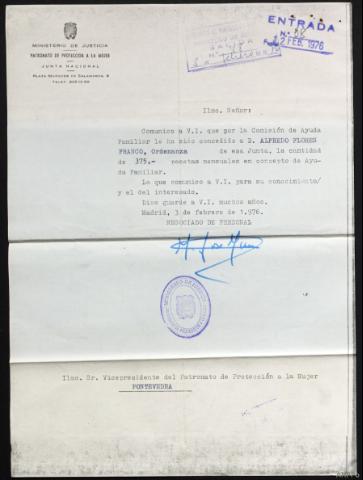 MINISTERIO DE JUSTICIA
PATRONATO DE PROTECCIÓN A LA MUJER
JUNTA NACIONAL
PLAZA MARQUÉS DE SALAMANCA, 8
ENTRADA
FEB. 1976
Ilmo. Señor:
Comunico a V.I. que por la Comisión de Ayuda
Familiar le ha sido concedido a D. ALFREDO FLORES
FRANCO, Ordenanza de esa Junta, la cantidad
de 375.- pesetas mensuales en concepto de Ayu-
da Familiar.
Lo que comunico a V.I. para su conocimiento/
y el del interesado.
Dios guarde a V.I. muchos años.
Madrid, 3 de febrero de 1.976.
NEGOCIADO DE PERSONAL
Ilmo. Sr. Vicepresidente del Patronato de Protección a la Mujer
PONTEVEDRA